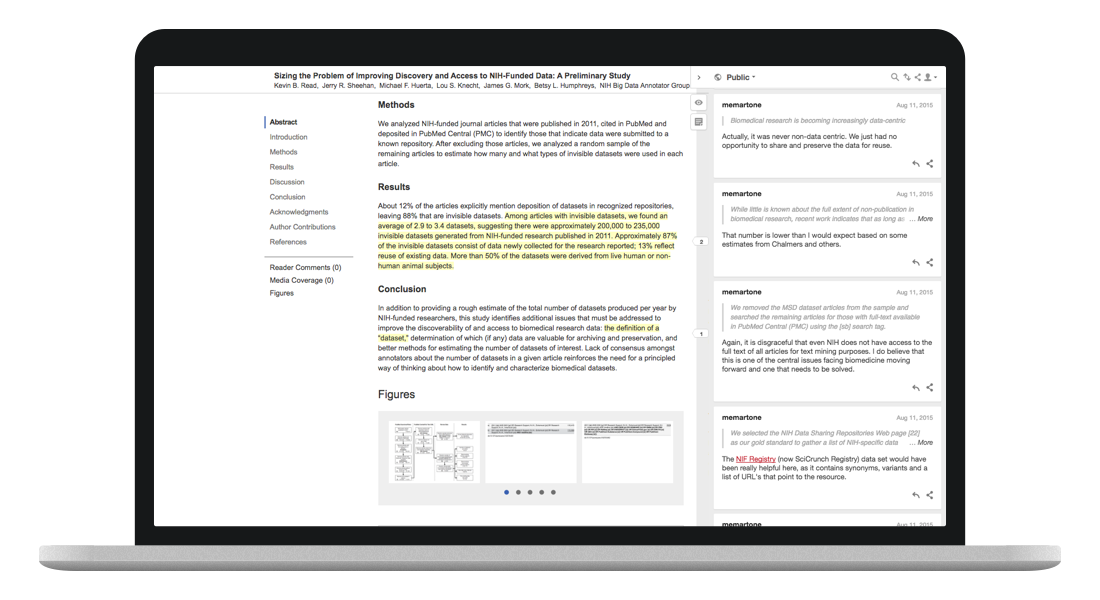 Sizing the Problem of Improving Discovery and Access to NIH-Funded Data: A Preliminary Study
Kevin B. Read, Jerry R. Sheehan, Michael F. Huerta, Lou S. Knecht, James G. Mork, Betsy L. Humphreys, NIH Big Data Annotator Group
Abstract
Introduction
Methods
Results
Discussion
Conclusion
Acknowledgments
Author Contributions
References
Reader Comments (0)
Media Coverage (0)
Figures
Methods
We analyzed NIH-funded journal articles that were published in 2011, cited in PubMed and
deposited in PubMed Central (PMC) to identify those that indicate data were submitted to a
known repository. After excluding those articles, we analyzed a random sample of the
remaining articles to estimate how many and what types of invisible datasets were used in each
article.
Results
About 12% of the articles explicitly mention deposition of datasets in recognized repositories,
leaving 88% that are invisible datasets. Among articles with invisible datasets, we found an
average of 2.9 to 3.4 datasets, suggesting there were approximately 200,000 to 235,000
invisible datasets generated from NIH-funded research published in 2011. Approximately 87%
of the invisible datasets consist of data newly collected for the research reported; 13% reflect
reuse of existing data. More than 50% of the datasets were derived from live human or non-
human animal subjects.
Conclusion
In addition to providing a rough estimate of the total number of datasets produced per year by
NIH-funded researchers, this study identifies additional issues that must be addressed to
improve the discoverability of and access to biomedical research data: the definition of a
"dataset," determination of which (if any) data are valuable for archiving and preservation, and
better methods for estimating the number of datasets of interest. Lack of consensus amongst
annotators about the number of datasets in a given article reinforces the need for a principled
way of thinking about how to identify and characterize biomedical datasets.
Figures
2
1
Public
memartone Aug 11, 2015
Biomedical research is becoming increasingly data-centric
Actually, it was never non-data centric. We just had no
opportunity to share and preserve the data for reuse.
memartone Aug 11, 2015
While little is known about the full extent of non-publication in
biomedical research, recent work indicates that as long as ... More
That number is lower than I would expect based on some
estimates from Chalmers and others.
memartone Aug 11, 2015
We removed the MSD dataset articles from the sample and
searched the remaining articles for those with full-text available
in PubMed Central (PMC) using the [sb] search tag.
Again, it is disgraceful that even NIH does not have access to the
full text of all articles for text mining purposes. I do believe that
this is one of the central issues facing biomedicine moving
forward and one that needs to be solved.
memartone Aug 11, 2015
We selected the NIH Data Sharing Repositories Web page [22]
as our gold standard to gather a list of NIH-specific data ... More
The NIF Registry (now SciCrunch Registry) data set would have
been really helpful here, as it contains synonyms, variants and a
list of URL's that point to the resource.
memartone Aug 11, 2015